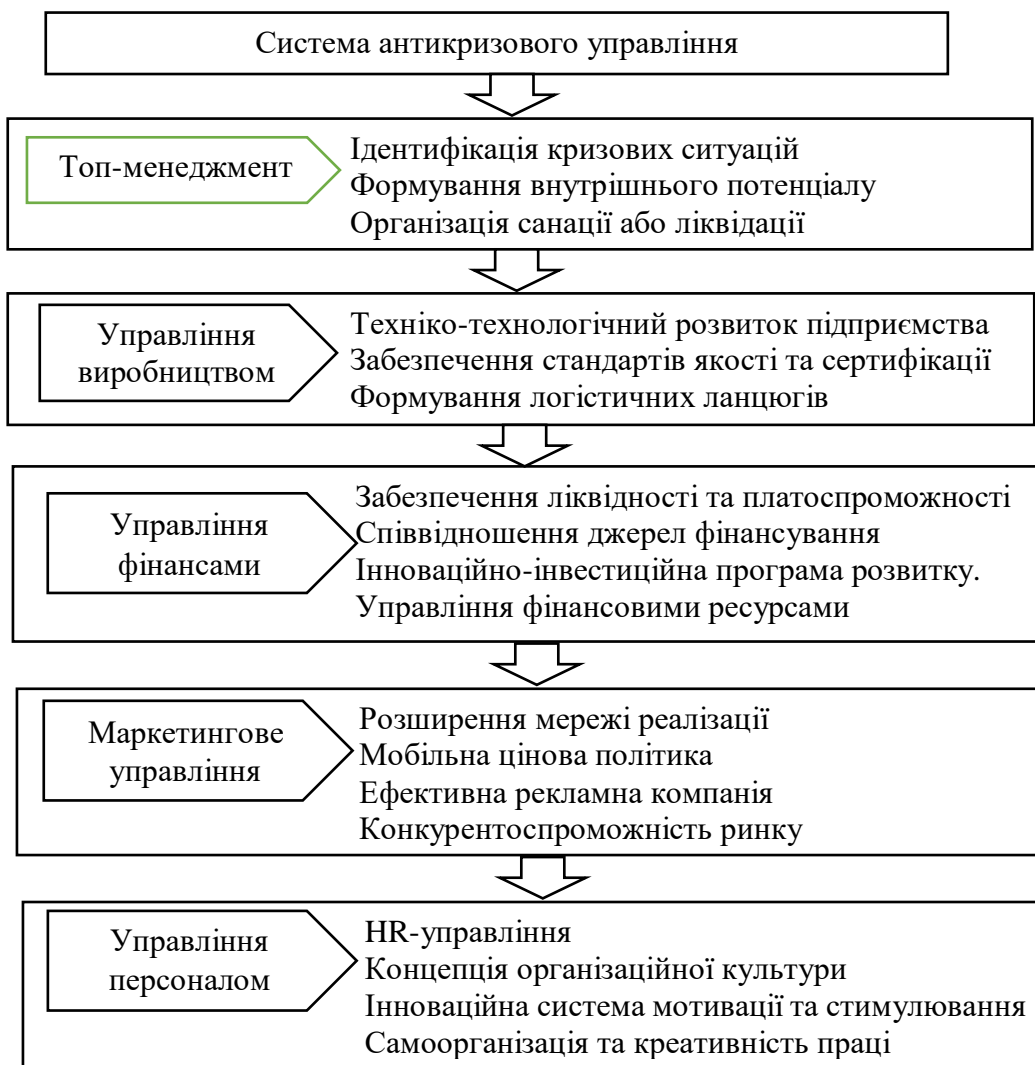 Система антикризового управління
Топ-менеджмент
Ідентифікація кризових ситуацій
Формування внутрішнього потенціалу
Організація санації або ліквідації
Управління
виробництвом
Техніко-технологічний розвиток підприємства
Забезпечення стандартів якості та сертифікації
Формування логістичних ланцюгів
Управління
фінансами
Забезпечення ліквідності та платоспроможності
Співвідношення джерел фінансування
Інноваційно-інвестиційна програма розвитку.
Управління фінансовими ресурсами
Маркетингове
управління
Розширення мережі реалізації
Мобільна цінова політика
Ефективна рекламна компанія
Конкурентоспроможність ринку
Управління
персоналом
HR-управління
Концепція організаційної культури
Інноваційна система мотивації та стимулювання
Самоорганізація та креативність праці